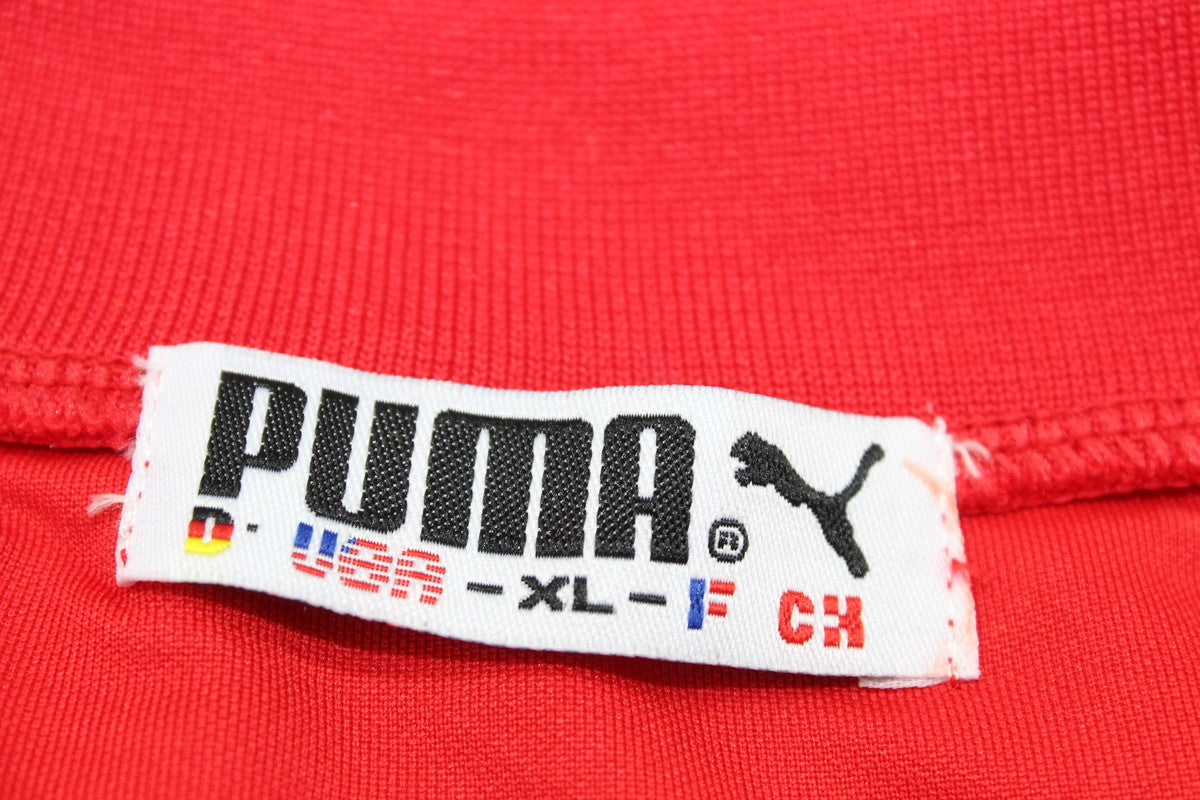 PUMA®
D- USA -XL- F CH